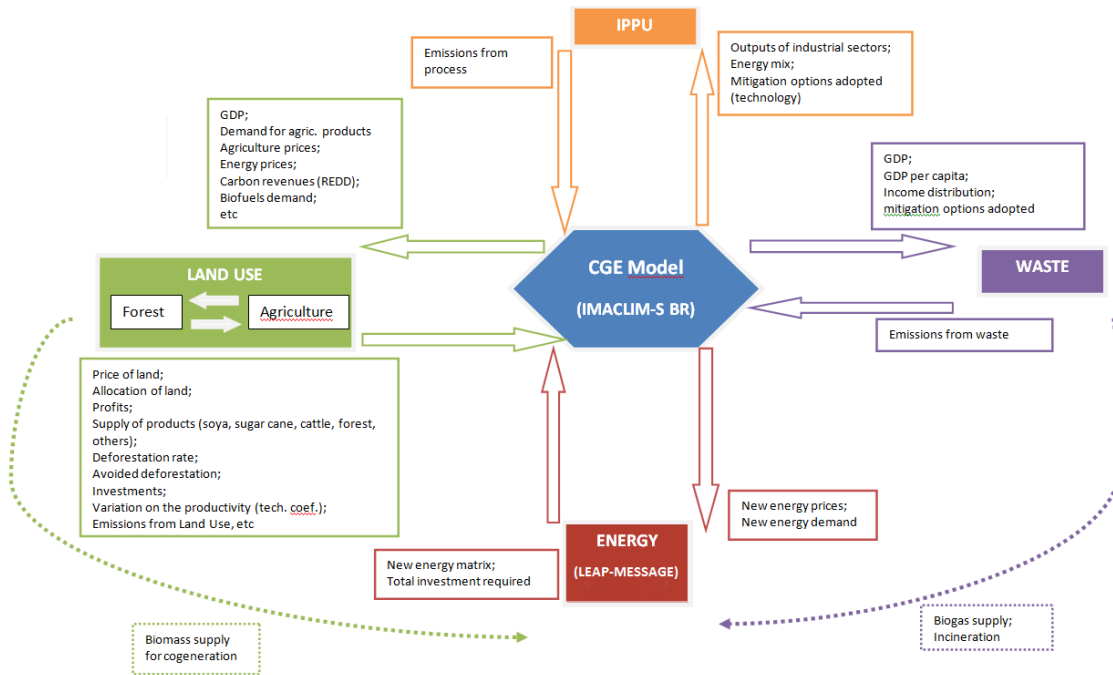 IPPU
Emissions from
process
Outputs of industrial sectors;
Energy mix;
Mitigation options adopted
(technology)
GDP;
Demand for agric. products
Agriculture prices;
Energy prices;
Carbon revenues (REDD);
Biofuels demand;
etc
GDP;
GDP per capita;
Income distribution;
mitigation options adopted
LAND USE
Forest
Agriculture
CGE Model
(IMACLIM-S BR)
WASTE
Emissions from waste
Price of land;
Allocation of land;
Profits;
Supply of products (soya, sugar cane, cattle, forest,
others);
Deforestation rate;
Avoided deforestation;
Investments;
Variation on the productivity (tech. coef.);
Emissions from Land Use, etc
New energy prices;
New energy demand
ENERGY
(LEAP-MESSAGE)
New energy matrix;
Total investment required
Biomass supply
for cogeneration
Biogas supply;
Incineration